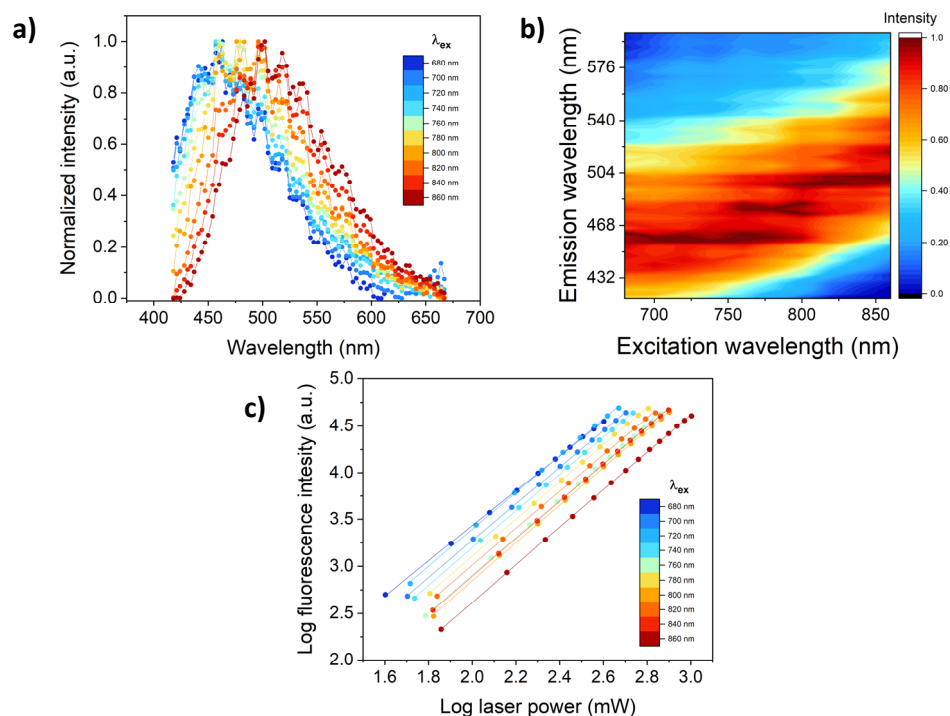 a)
Normalized intensity (a.u.)
1.0
0.8
0.6
0.4
0.2
0.0
400
450
500
550
600
650
700
Wavelength (nm)
λex
680 nm
700 nm
720 nm
740 nm
760 nm
780 nm
800 nm
820 nm
840 nm
860 nm
b)
Emission wavelength (nm)
576
540
504
468
432
700
750
800
850
Excitation wavelength (nm)
Intensity
1.0
0.8
0.6
0.4
0.2
0.0
c)
Log fluorescence intesity (a.u.)
5.0
4.5
4.0
3.5
3.0
2.5
2.0
1.6
1.8
2.0
2.2
2.4
2.6
2.8
3.0
Log laser power (mW)
λex
680 nm
700 nm
720 nm
740 nm
760 nm
780 nm
800 nm
820 nm
840 nm
860 nm